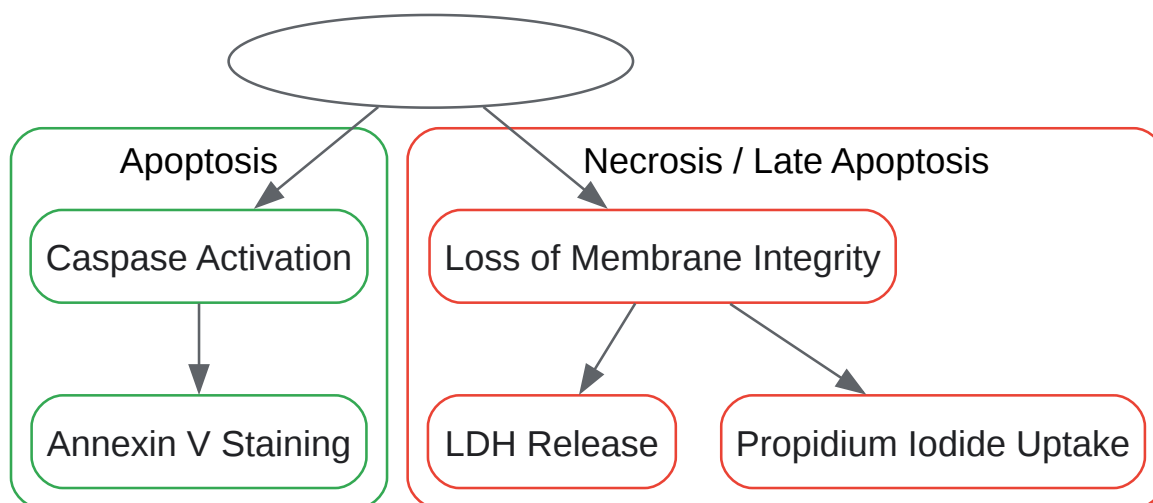 Apoptosis
Necrosis / Late Apoptosis
Caspase Activation
Loss of Membrane Integrity
Annexin V Staining
LDH Release
Propidium Iodide Uptake